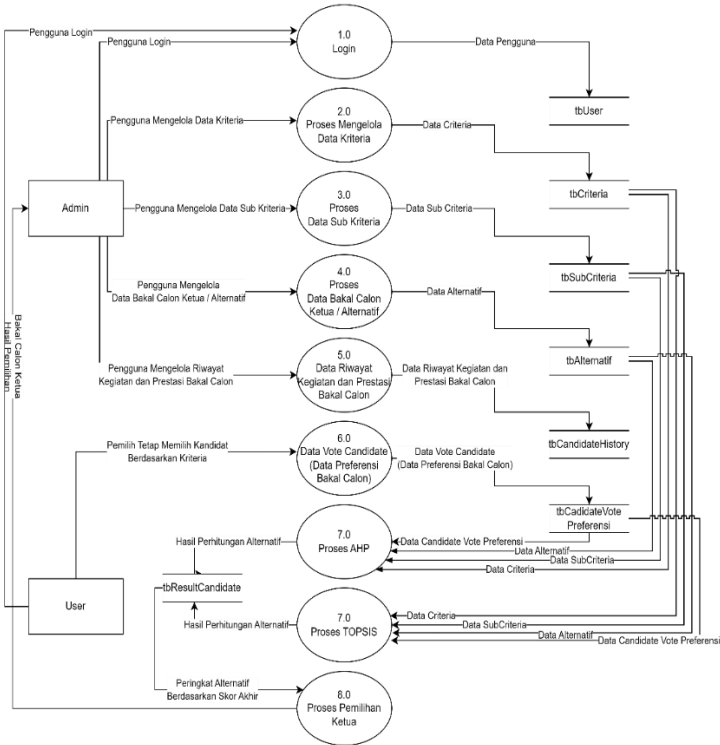 Pengguna Login
Pengguna Login
1.0
Login
Data Pengguna
tbUser
Pengguna Mengelola Data Kriteria
2.0
Proses Mengelola
Data Kriteria
Data Criteria
tbCriteria
Admin
Pengguna Mengelola Data Sub Kriteria
3.0
Proses
Data Sub Kriteria
Data Sub Criteria
tbSubCriteria
Pengguna Mengelola
Data Bakal Calon Ketua / Alternatif
4.0
Proses
Data Bakal Calon
Ketua / Alternatif
Data Alternatif
tbAlternatif
Bakal Calon Ketua
Hasil Pemilihan
Pengguna Mengelola Riwayat
Kegiatan dan Prestasi Bakal Calon
5.0
Data Riwayat
Kegiatan dan Prestasi
Bakal Calon
Data Riwayat Kegiatan dan
Prestasi Bakal Calon
tbCandidateHistory
Pemilih Tetap Memilih Kandidat
Berdasarkan Kriteria
6.0
Data Vote Candidate
(Data Preferensi
Bakal Calon)
Data Vote Candidate
(Data Preferensi Bakal Calon)
tbCadidateVote
Preferensi
Hasil Perhitungan Alternatif
7.0
Proses AHP
Data Candidate Vote Preferensi
Data Alternatif
Data SubCriteria
Data Criteria
tbResultCandidate
User
Hasil Perhitungan Alternatif
7.0
Proses TOPSIS
Data Criteria
Data SubCriteria
Data Alternatif
Data Candidate Vote Preferensi
Peringkat Alternatif
Berdasarkan Skor Akhir
8.0
Proses Pemilihan
Ketua